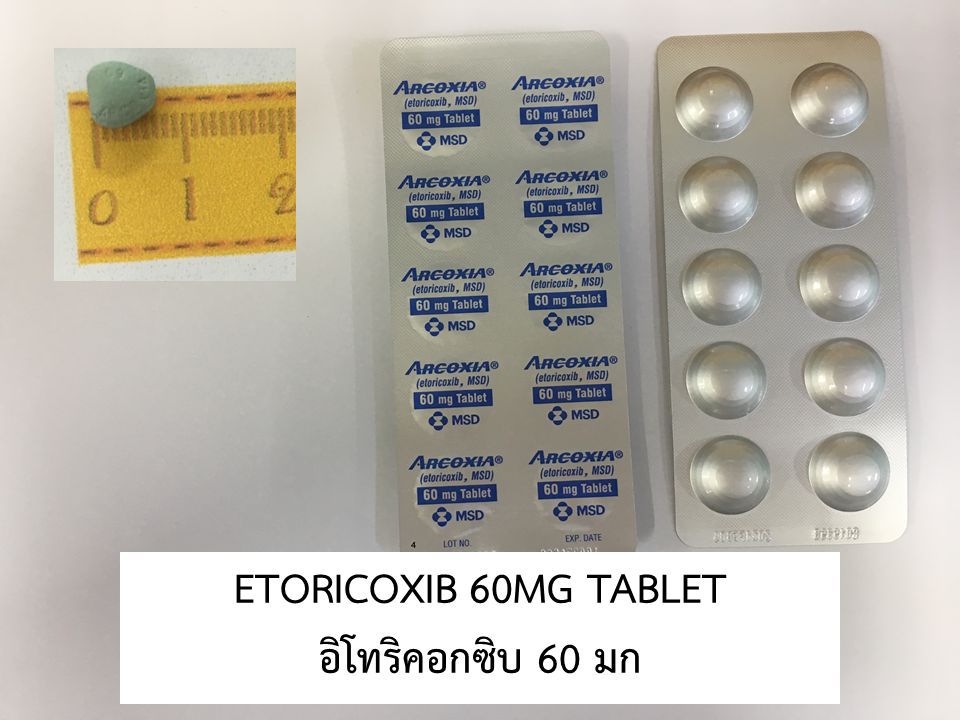 ARCOXIA® ARCOXIA®
(etoricoxib, MSD) (etoricoxib, MSD)
60 mg Tablet 60 mg Tablet
MSD MSD
ARCOXIA® ARCOXIA®
(etoricoxib, MSD) (etoricoxib, MSD)
60 mg Tablet 60 mg Tablet
MSD MSD
ARCOXIA® ARCOXIA®
(etoricoxib, MSD) (etoricoxib, MSD)
60 mg Tablet 60 mg Tablet
MSD MSD
ARCOXIA® ARCOXIA®
(etoricoxib, MSD) (etoricoxib, MSD)
60 mg Tablet 60 mg Tablet
MSD MSD
ARCOXIA® ARCOXIA®
(etoricoxib, MSD) (etoricoxib, MSD)
60 mg Tablet 60 mg Tablet
MSD MSD
4 LOT NO. EXP. DATE
0 1 2
ETORICOXIB 60MG TABLET
อิโทริคอกซิบ 60 มก